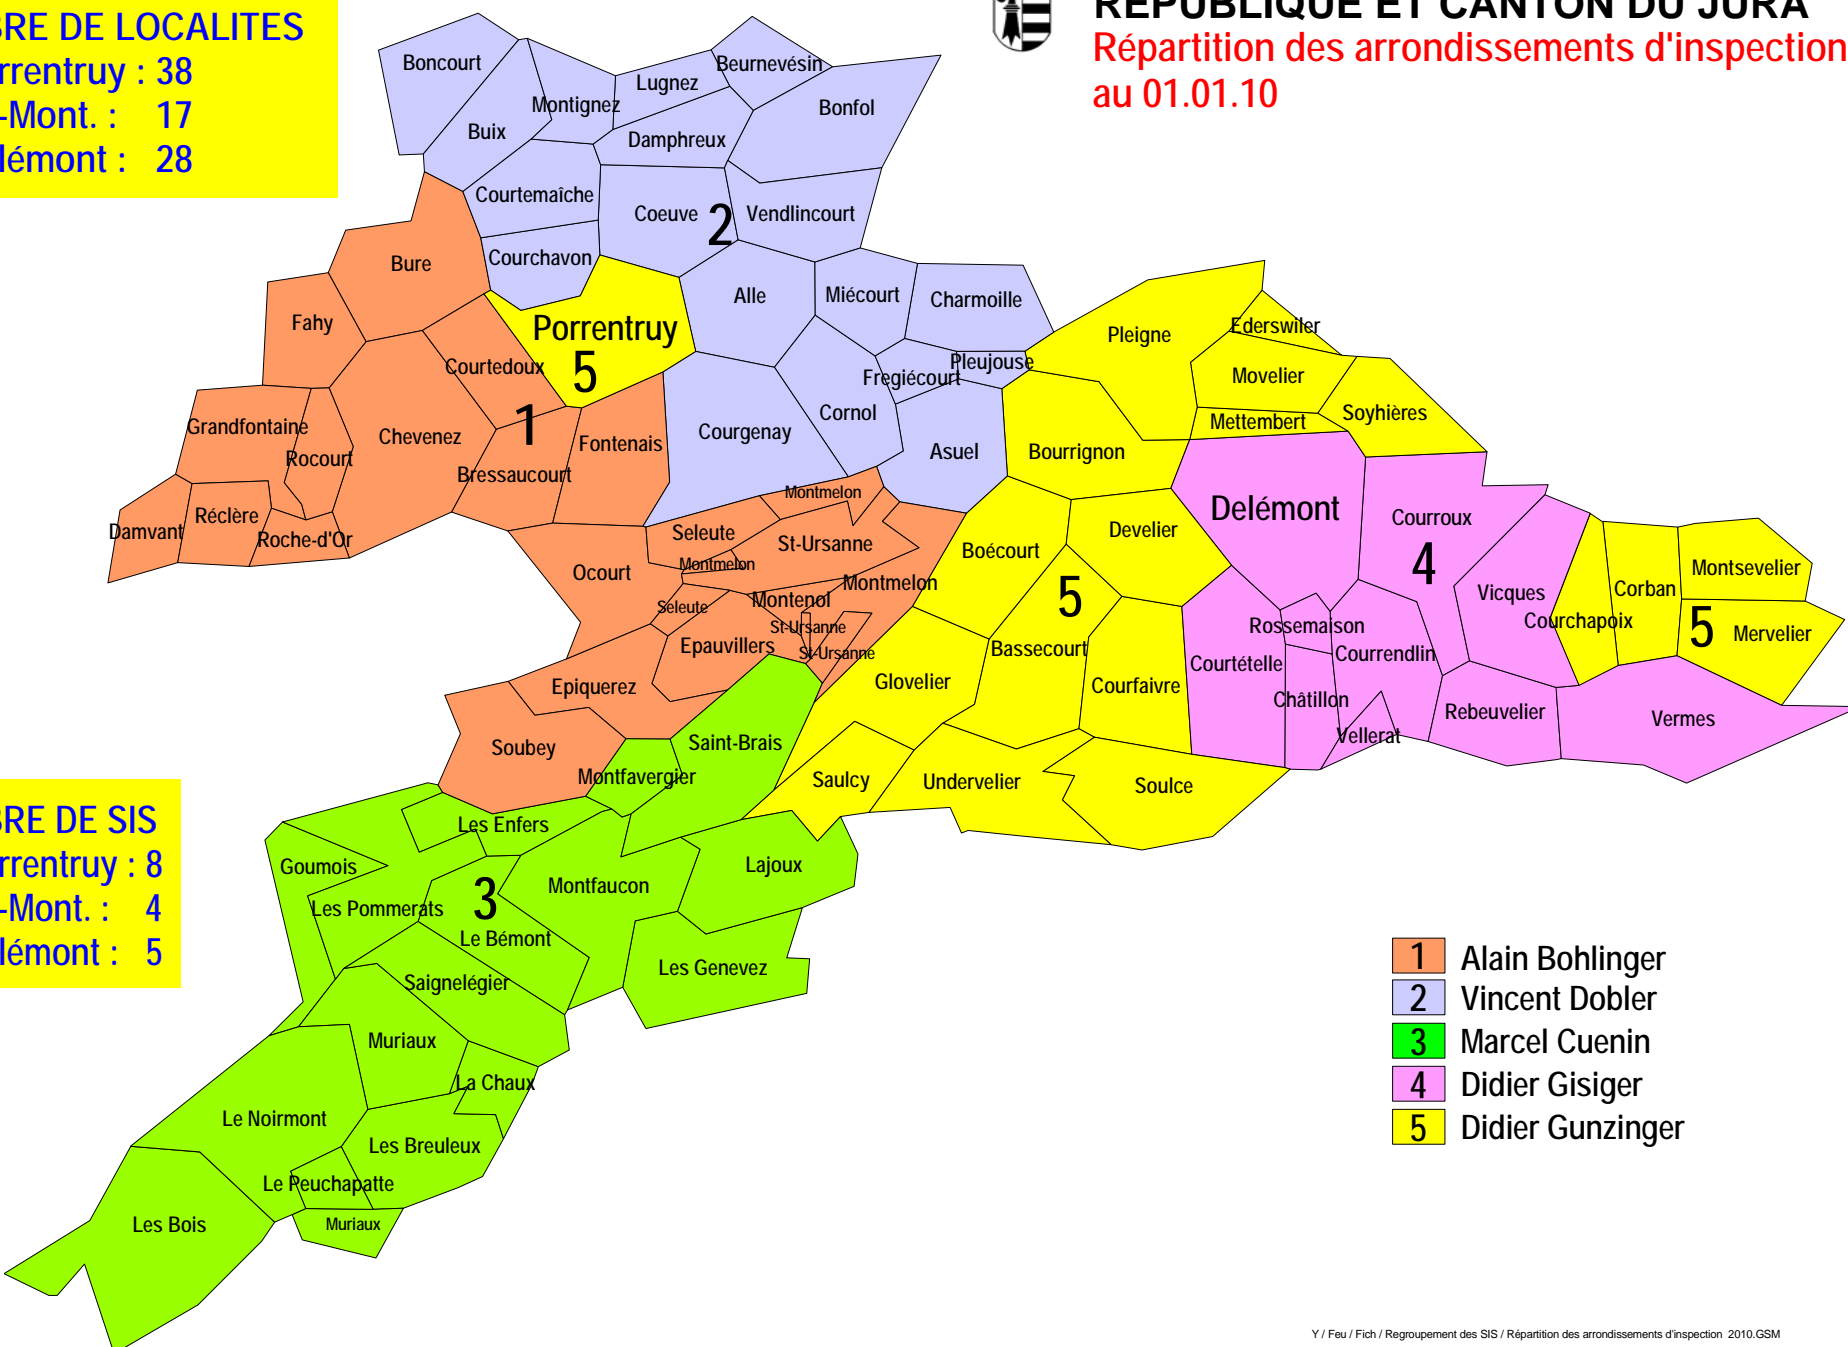 BRE DE LOCALITES
rrentruy : 38
-Mont. : 17
lémont : 28
REPUBLIQUE ET CANTON DU JURA
Répartition des arrondissements d'inspection
au 01.01.10
Boncourt
Buix
Montignez
Lugnez
Beurnevésin
Bonfol
Damphreux
Courtemaîche
Coeuve
2
Vendlincourt
Courchavon
Bure
Alle
Miécourt
Charmoille
Fahy
Porrentruy
5
Courtedoux
Pleujouse
Fregiécourt
Cornol
Asuel
Courgenay
Grandfontaine
Rocourt
Chevenez
1
Bressaucourt
Fontenais
Damvant
Réclère
Roche-d'Or
Pleigne
Ederswiler
Movelier
Mettembert
Soyhières
Bourrignon
Montmelon
Seleute
St-Ursanne
Montmelon
Ocourt
Montmelon
Seleute
Montenol
St-Ursanne
St-Ursanne
Epauvillers
Epiquerez
Soubey
Delémont
Develier
Boécourt
5
Bassecourt
Glovelier
Courfaivre
Courroux
4
Vicques
Courchapoix
Corban
Montsevelier
5
Mervelier
Rossemaison
Courtételle
Courrendlin
Châtillon
Vellerat
Rebeuvelier
Vermes
Saulcy
Undervelier
Soulce
Saint-Brais
Montfavergier
BRE DE SIS
rrentruy : 8
-Mont. : 4
lémont : 5
Les Enfers
Goumois
Les Pommerats
3
Montfaucon
Lajoux
Le Bémont
Les Genevez
Saignelégier
Muriaux
La Chaux
Le Noirmont
Les Breuleux
Le Peuchapatte
Les Bois
Muriaux
1 Alain Bohlinger
2 Vincent Dobler
3 Marcel Cuenin
4 Didier Gisiger
5 Didier Gunzinger
Y / Feu / Fich / Regroupement des SIS / Répartition des arrondissements d'inspection 2010.GSM